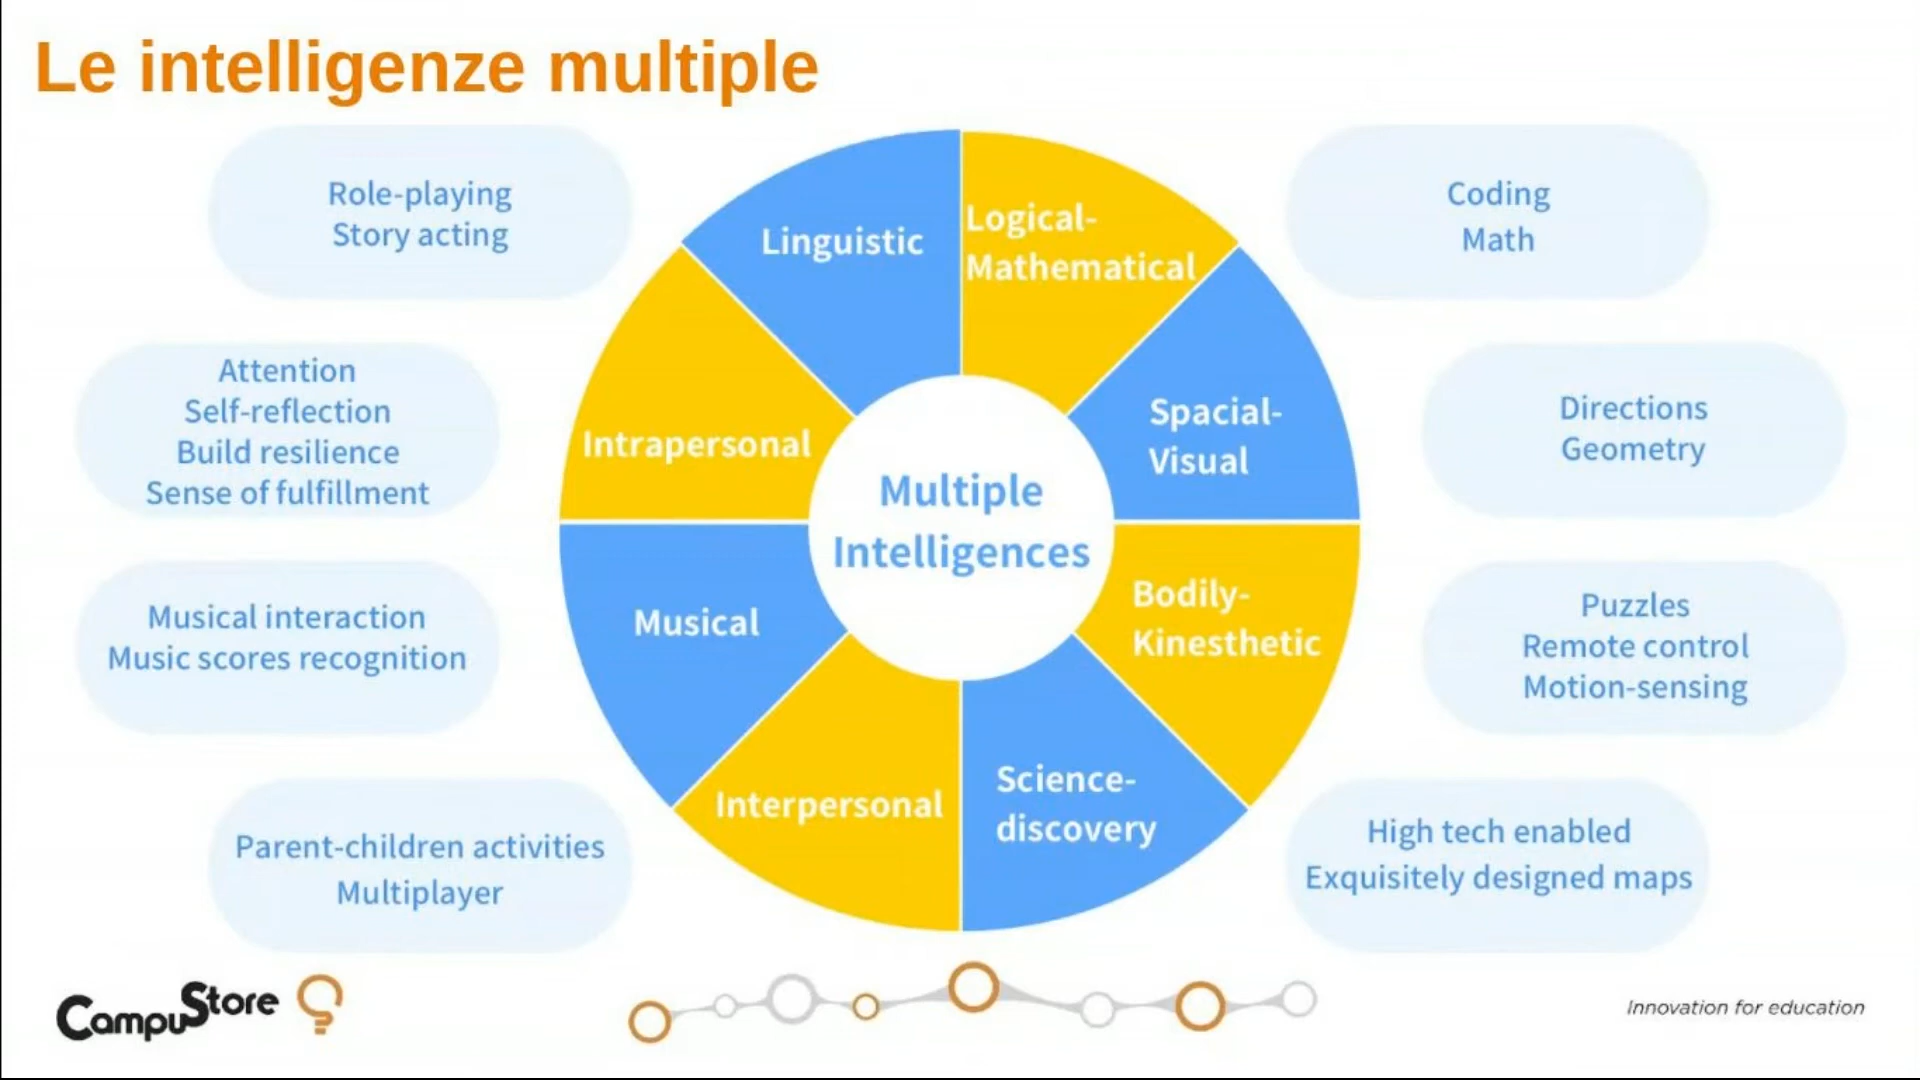 Le intelligenze multiple
Role-playing
Story acting
Attention
Self-reflection
Build resilience
Sense of fulfillment
Musical interaction
Music scores recognition
Parent-children activities
Multiplayer
Linguistic
Logical-
Mathematical
Intrapersonal
Spacial-
Visual
Multiple
Intelligences
Musical
Bodily-
Kinesthetic
Interpersonal
Science-
discovery
Coding
Math
Directions
Geometry
Puzzles
Remote control
Motion-sensing
High tech enabled
Exquisitely designed maps
CampuStore
Innovation for education